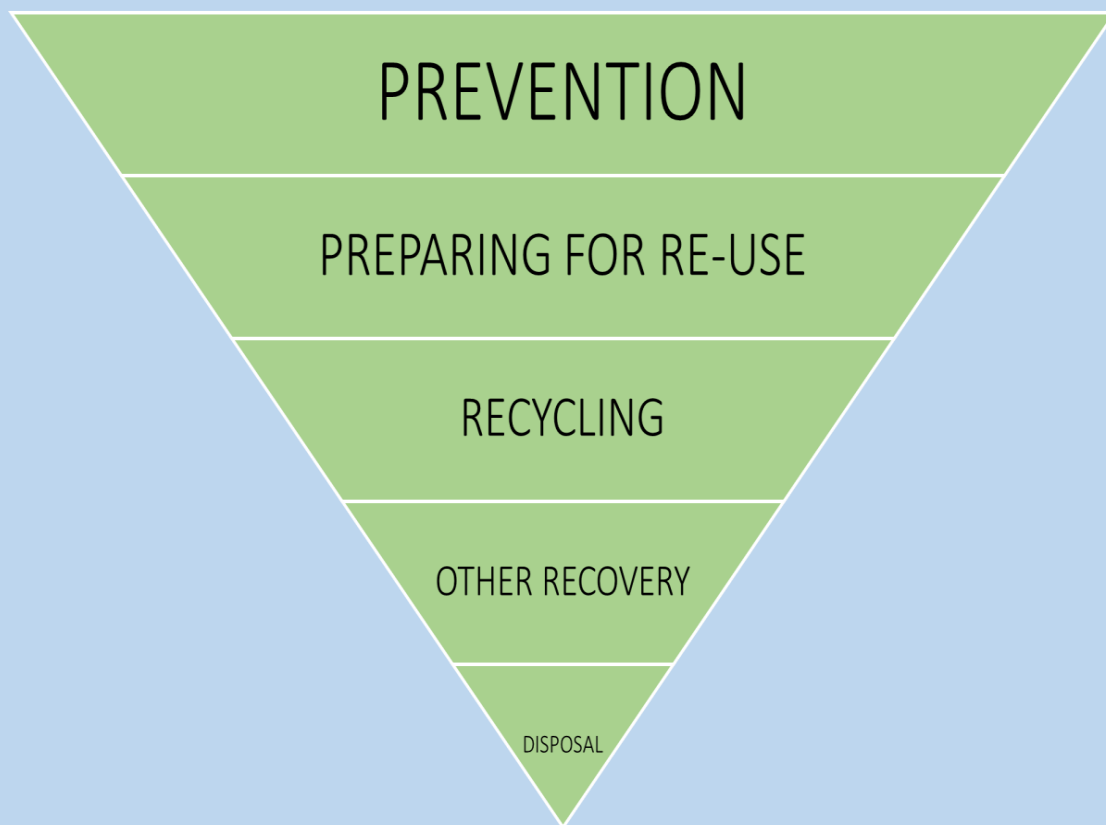 PREVENTION
PREPARING FOR RE-USE
RECYCLING
OTHER RECOVERY
DISPOSAL